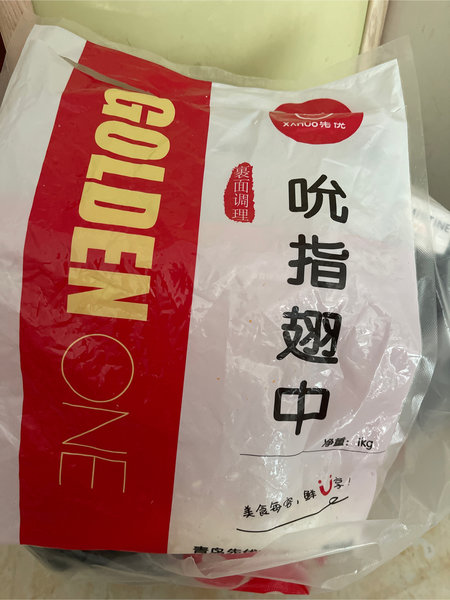 GOLDEN ONE
裹面调理
吮指翅中
净重：1kg
美食每客，鲜U享！